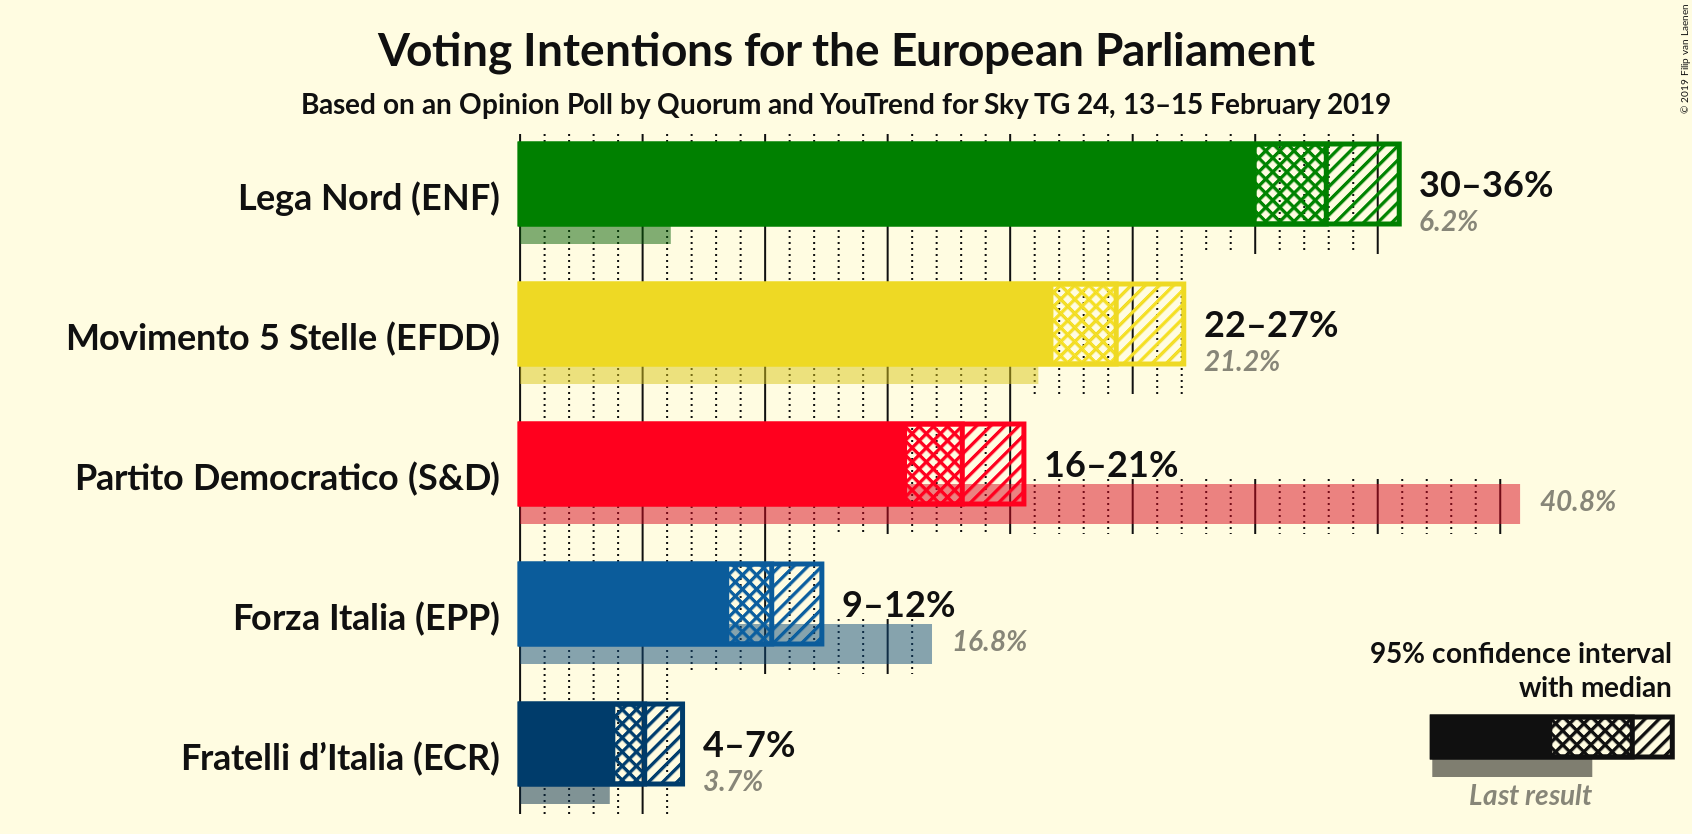 Voting Intentions for the European Parliament
Based on an Opinion Poll by Quorum and YouTrend for Sky TG 24, 13–15 February 2019
© 2019 Filip van Laenen
Lega Nord (ENF)
30–36%
6.2%
Movimento 5 Stelle (EFDD)
22–27%
21.2%
Partito Democratico (S&D)
16–21%
40.8%
Forza Italia (EPP)
9–12%
16.8%
Fratelli d’Italia (ECR)
4–7%
3.7%
95% confidence interval
with median
Last result